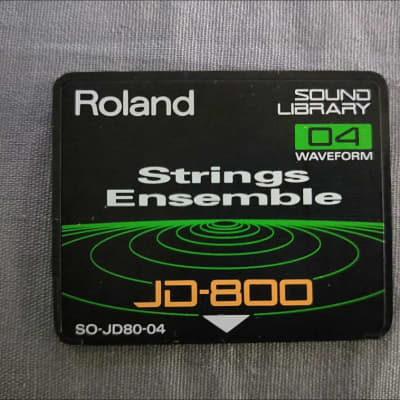 Roland
SOUND
LIBRARY
04
WAVEFORM
Strings
Ensemble
JD-800
SO-JD80-04